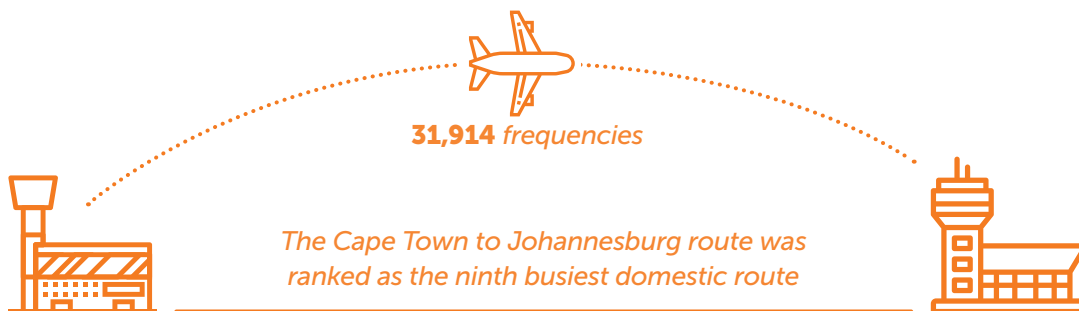 31,914 frequencies
The Cape Town to Johannesburg route was
ranked as the ninth busiest domestic route